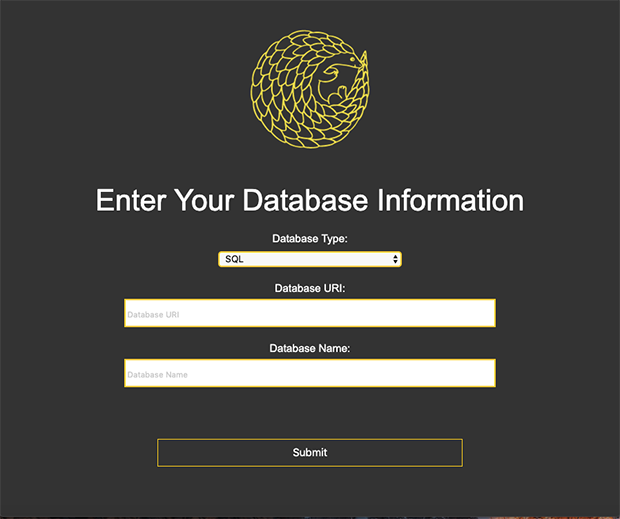 Enter Your Database Information
Database Type:
SQL
Database URI:
Database URI
Database Name:
Database Name
Submit